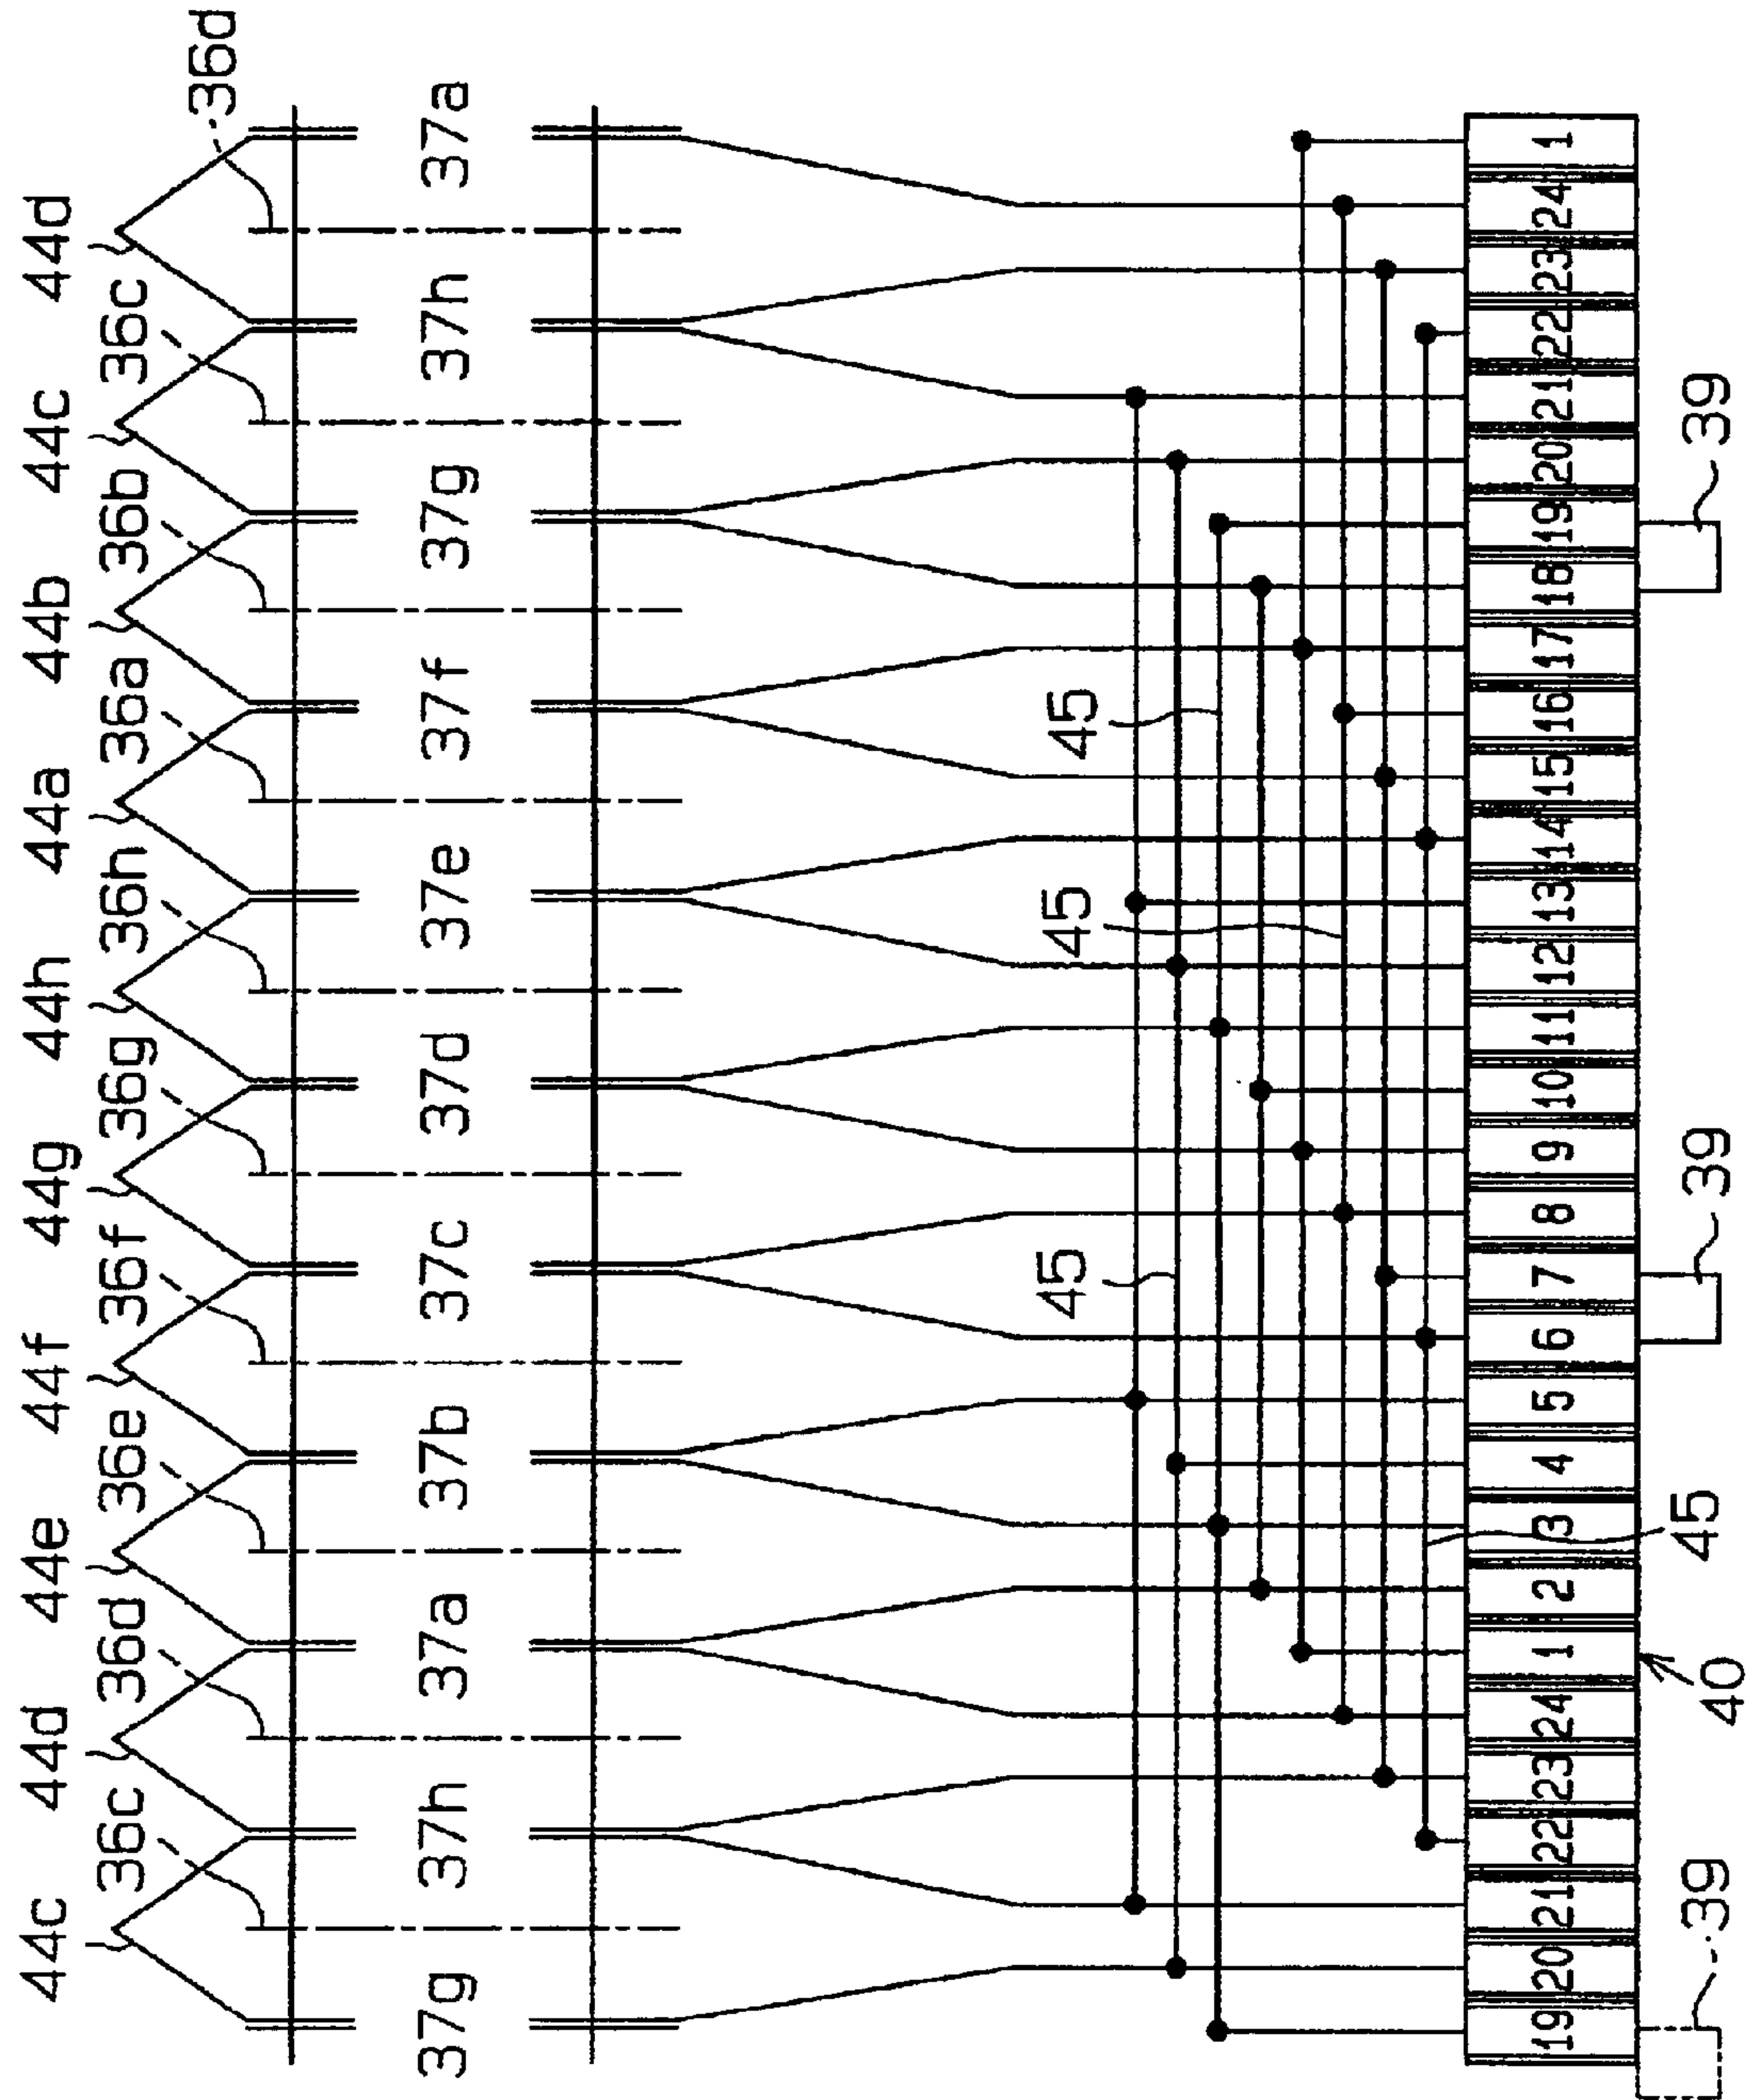 44c 44d 44e 44f 44g 44h 44a 44b 44c 44d
36c 36d 36e 36f 36g 36h 36a 36b 36c 36d
37g 37h 37a 37b 37c 37d 37e 37f 37g 37h 37a
45 45 45
19 20 21 22 23 24 1 2 3 4 5 6 7 8 9 10 11 12 13 14 15 16 17 18 19 20 21 22 23 24 1
39 40 45 39 39